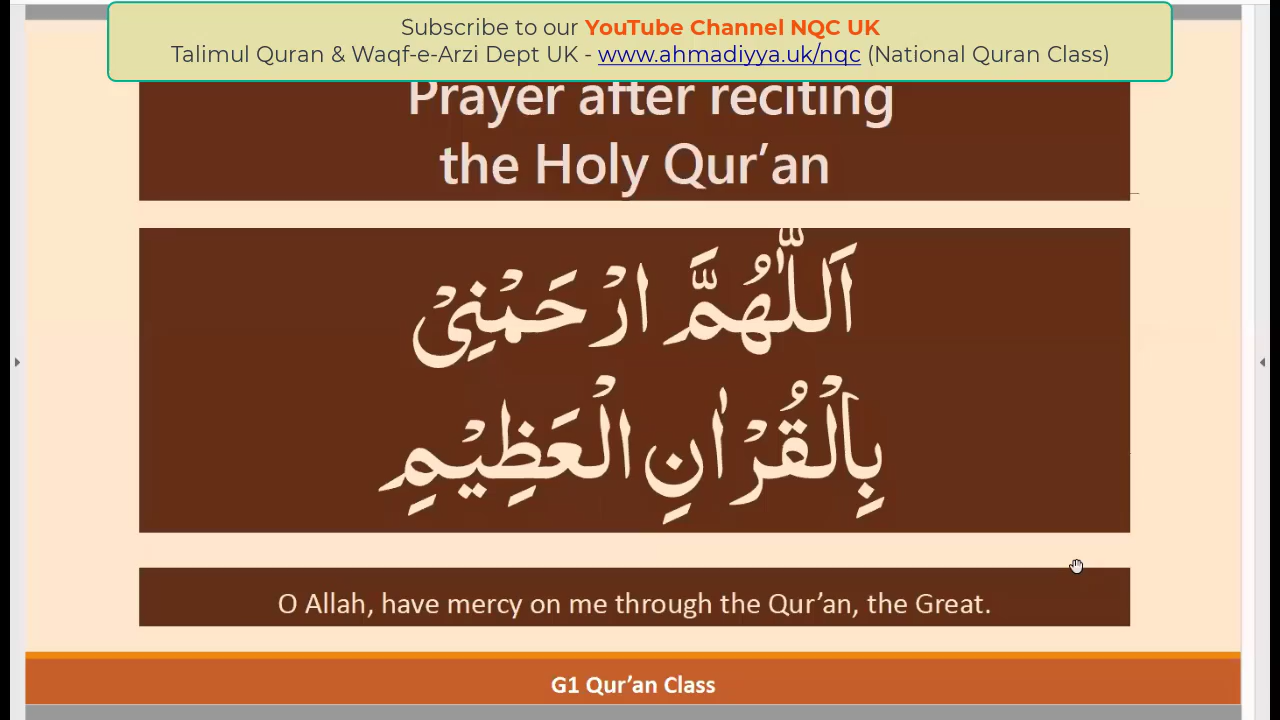 Subscribe to our YouTube Channel NQC UK
Talimul Quran & Waqf-e-Arzi Dept UK - www.ahmadiyya.uk/nqc (National Quran Class)
Prayer after reciting
the Holy Qur’an
اَللّٰهُمَّ ارْحَمْنِیْ
بِالْقُرْاٰنِ الْعَظِیْمِ
O Allah, have mercy on me through the Qur’an, the Great.
G1 Qur’an Class